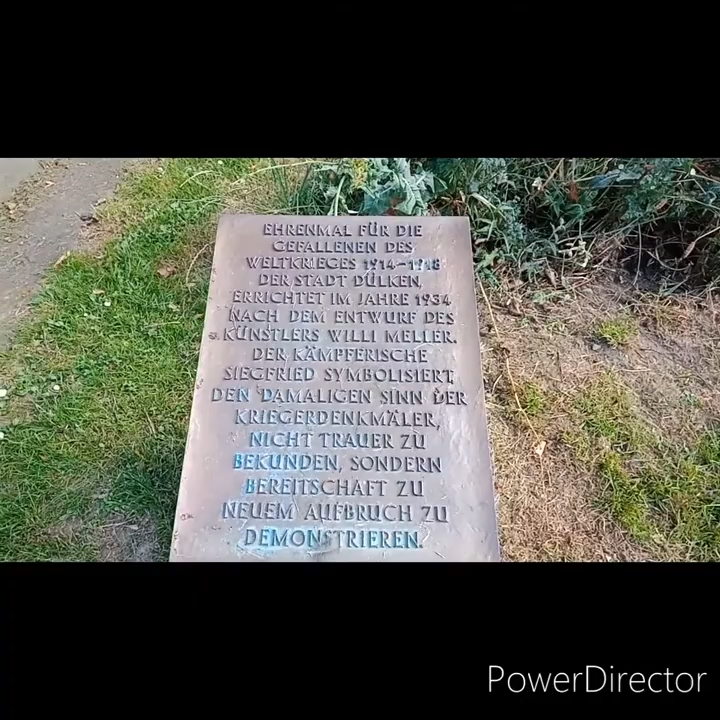 EHRENMAL FÜR DIE
GEFALLENEN DES
WELTKRIEGES 1914-1918
DER STADT DÜLKEN,
ERRICHTET IM JAHRE 1934
NACH DEM ENTWURF DES
KÜNSTLERS WILLI MELLER.
DER KÄMPFERISCHE
SIEGFRIED SYMBOLISIERT
DEN DAMALIGEN SINN DER
KRIEGERDENKMÄLER,
NICHT TRAUER ZU
BEKUNDEN, SONDERN
BEREITSCHAFT ZU
NEUEM AUFBRUCH ZU
DEMONSTRIEREN.
PowerDirector